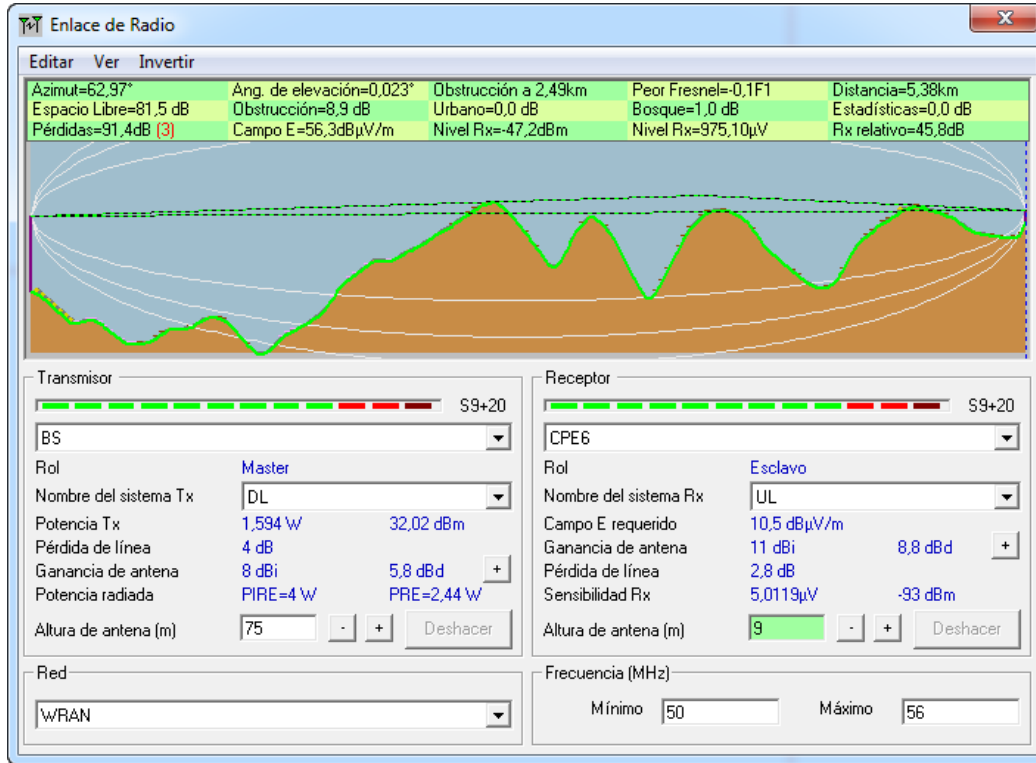 Enlace de Radio
Editar Ver Invertir
Azimut=62,97° Ang. de elevación=0,023° Obstrucción a 2,49km Peor Fresnel=-0,1F1 Distancia=5,38km
Espacio Libre=81,5 dB Obstrucción=8,9 dB Urbano=0,0 dB Bosque=1,0 dB Estadísticas=0,0 dB
Pérdidas=91,4dB (3) Campo E=56,3dBμV/m Nivel Rx=-47,2dBm Nivel Rx=975,10μV Rx relativo=45,8dB
Transmisor
S9+20
BS
Rol Master
Nombre del sistema Tx DL
Potencia Tx 1,594 W 32,02 dBm
Pérdida de línea 4 dB
Ganancia de antena 8 dBi 5,8 dBd +
Potencia radiada PIRE=4 W PRE=2,44 W
Altura de antena (m) 75 - + Deshacer
Receptor
S9+20
CPE6
Rol Esclavo
Nombre del sistema Rx UL
Campo E requerido 10,5 dBμV/m
Ganancia de antena 11 dBi 8,8 dBd +
Pérdida de línea 2,8 dB
Sensibilidad Rx 5,0119μV -93 dBm
Altura de antena (m) 9 - + Deshacer
Red
WRAN
Frecuencia (MHz)
Mínimo 50 Máximo 56